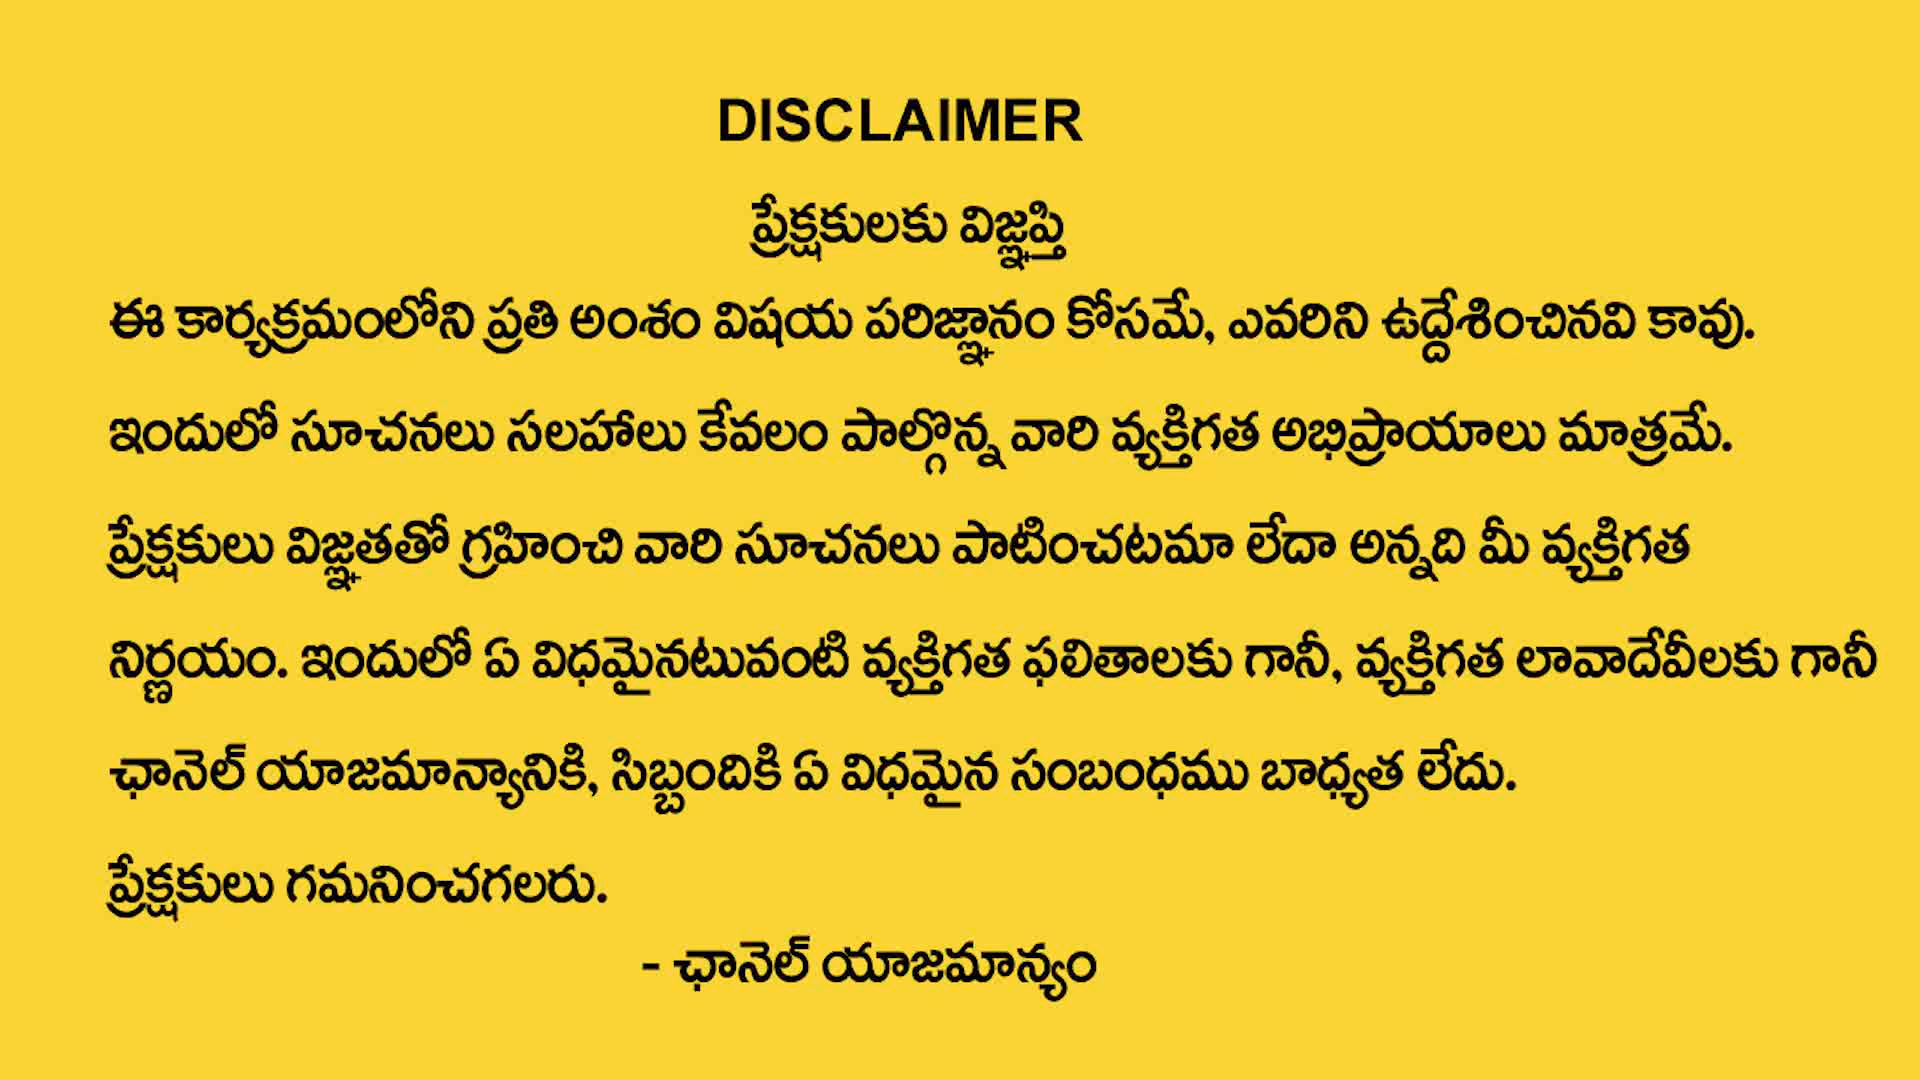 DISCLAIMER
ప్రేక్షకులకు విజ్ఞప్తి
ఈ కార్యక్రమంలోని ప్రతి అంశం విషయ పరిజ్ఞానం కోసమే, ఎవరిని ఉద్దేశించినవి కావు.
ఇందులో సూచనలు సలహాలు కేవలం పాల్గొన్న వారి వ్యక్తిగత అభిప్రాయాలు మాత్రమే.
ప్రేక్షకులు విజ్ఞతతో గ్రహించి వారి సూచనలు పాటించటమా లేదా అన్నది మీ వ్యక్తిగత
నిర్ణయం. ఇందులో ఏ విధమైనటువంటి వ్యక్తిగత ఫలితాలకు గానీ, వ్యక్తిగత లావాదేవీలకు గానీ
ఛానెల్ యాజమాన్యానికి, సిబ్బందికి ఏ విధమైన సంబంధము బాధ్యత లేదు.
ప్రేక్షకులు గమనించగలరు.
- ఛానెల్ యాజమాన్యం